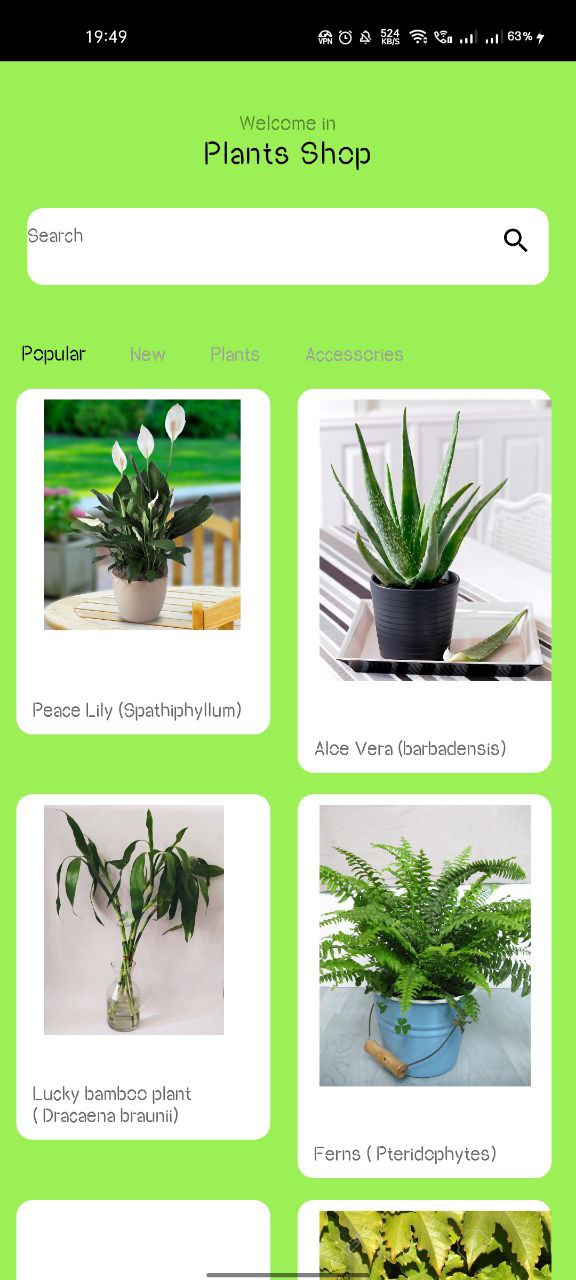 19:49
VPN 524 KB/S 63%
Welcome in
Plants Shop
Search
Popular New Plants Accessories
Peace Lily (Spathiphyllum)
Aloe Vera (barbadensis)
Lucky bamboo plant
( Dracaena braunii)
Ferns ( Pteridophytes)